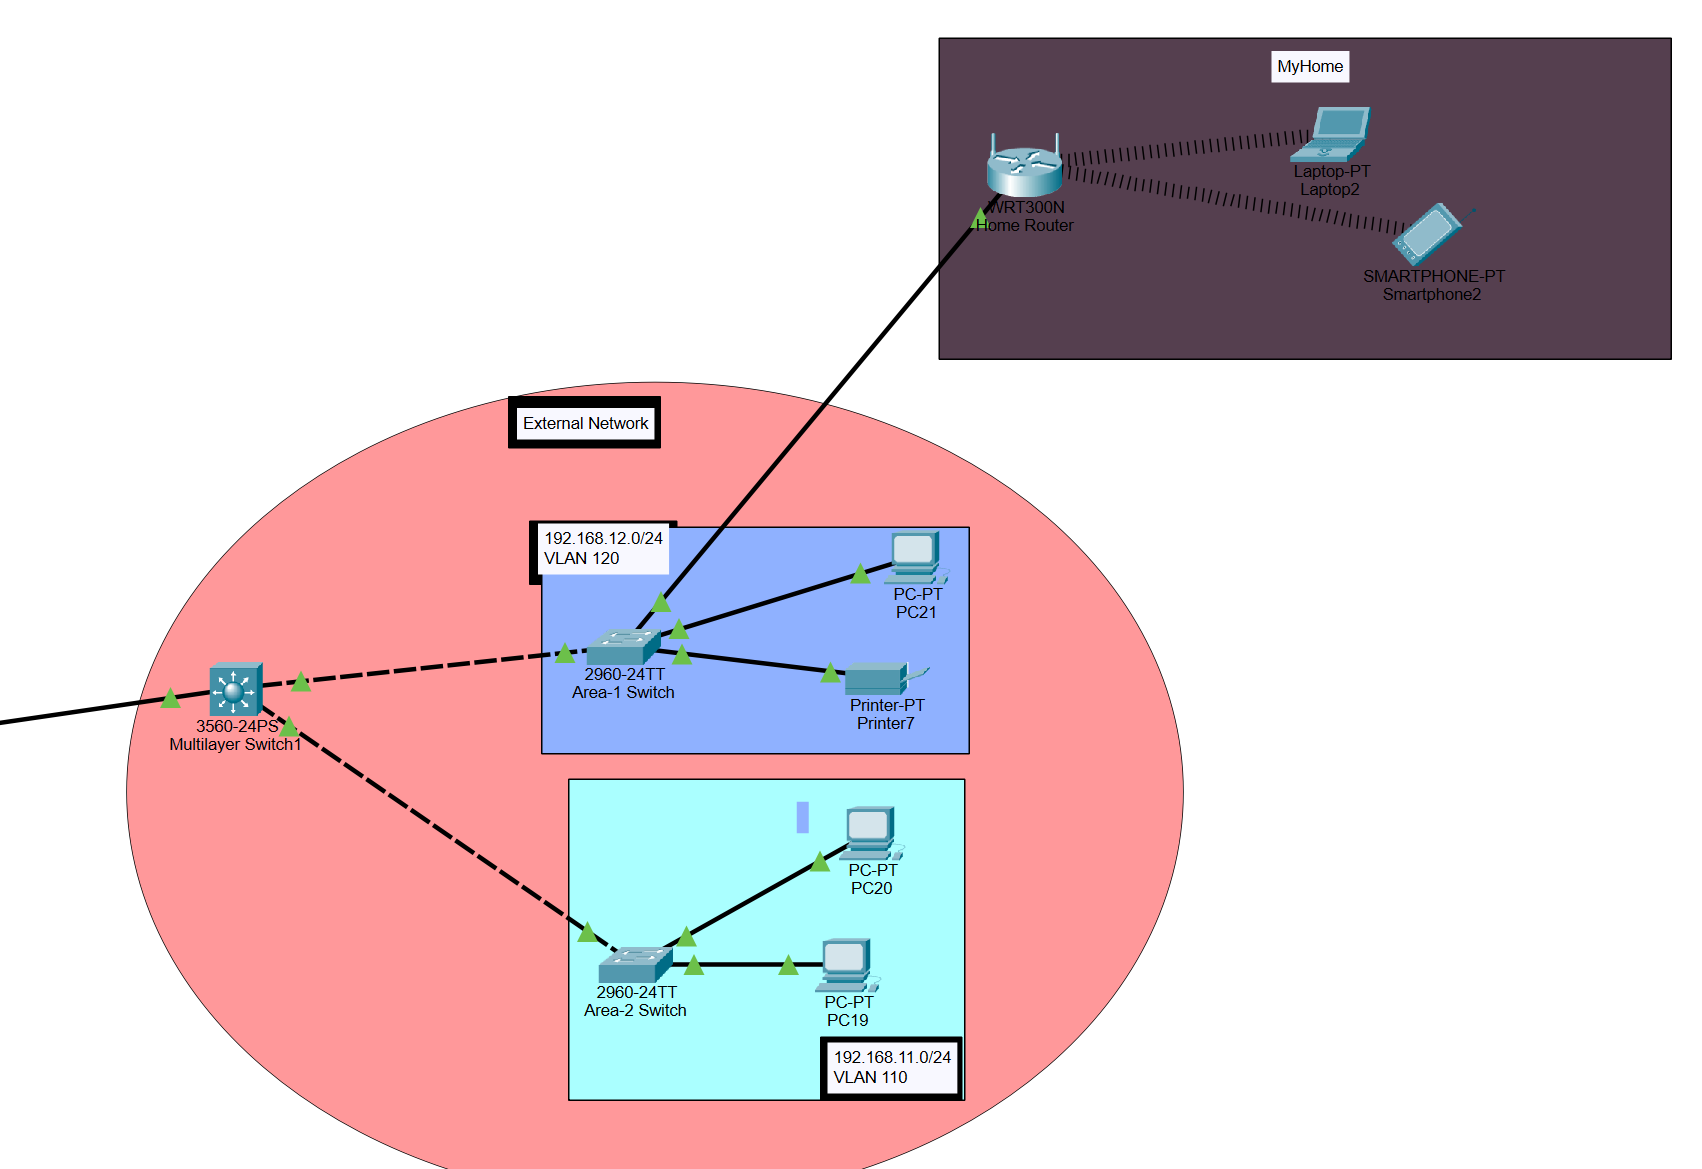 MyHome
Laptop-PT
Laptop2
WRT300N
Home Router
SMARTPHONE-PT
Smartphone2
External Network
192.168.12.0/24
VLAN 120
PC-PT
PC21
2960-24TT
Area-1 Switch
Printer-PT
Printer7
3560-24PS
Multilayer Switch1
PC-PT
PC20
2960-24TT
Area-2 Switch
PC-PT
PC19
192.168.11.0/24
VLAN 110